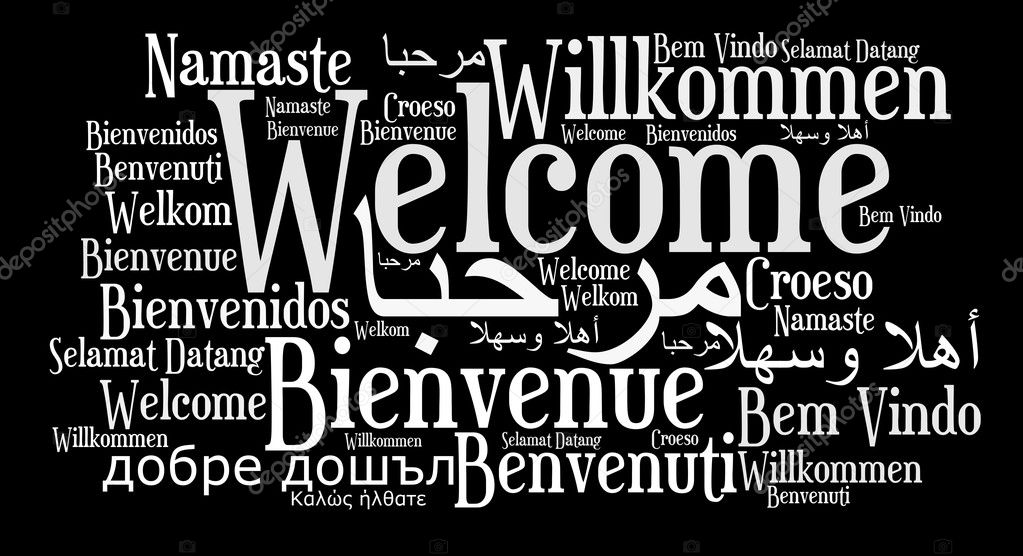 Namaste
مرحبا
Willkommen
Bem Vindo
Selamat Datang
Namaste
Croeso
Bienvenidos
Bienvenue
Bienvenue
Welcome
Bienvenidos
أهلا وسهلا
Welcome
Benvenuti
Welkom
Bem Vindo
Bienvenue
مرحبا
مرحبا
Welcome
Welkom
Croeso
Bienvenidos
Namaste
Welkom
أهلا وسهلا
مرحبا
أهلا وسهلا
Selamat Datang
Bienvenue
Welcome
Bem Vindo
Willkommen
Willkommen
Selamat Datang
Croeso
добре дошъл
Benvenuti
Willkommen
Καλώς ήλθατε
Benvenuti
depositphotos